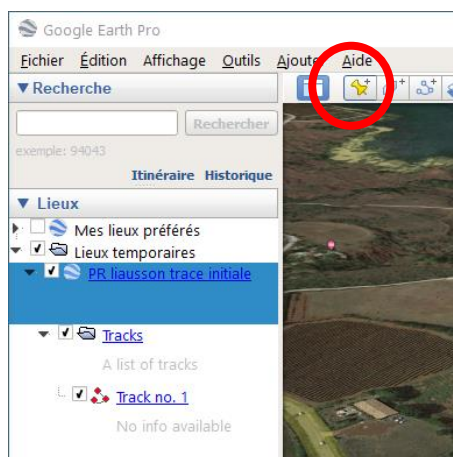 Google Earth Pro
Fichier Édition Affichage Outils Ajoute Aide
Recherche
Rechercher
exemple: 94043
Itinéraire Historique
Lieux
Mes lieux préférés
Lieux temporaires
PR liausson trace initiale
Tracks
A list of tracks
Track no. 1
No info available